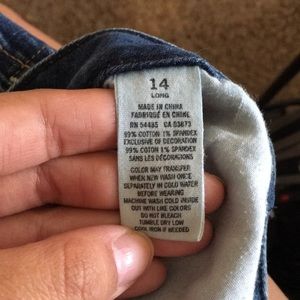 14
LONG
MADE IN CHINA
FABRIQUÉ EN CHINE
RN 54485 CA 03873
99% COTTON 1% SPANDEX
EXCLUSIVE OF DECORATION
99% COTTON 1% SPANDEX
SANS LES DÉCORATIONS
COLOR MAY TRANSFER
WHEN NEW WASH ONCE
SEPARATELY IN COLD WATER
BEFORE WEARING
MACHINE WASH COLD INSIDE
OUT WITH LIKE COLORS
DO NOT BLEACH
TUMBLE DRY LOW
COOL IRON IF NEEDED